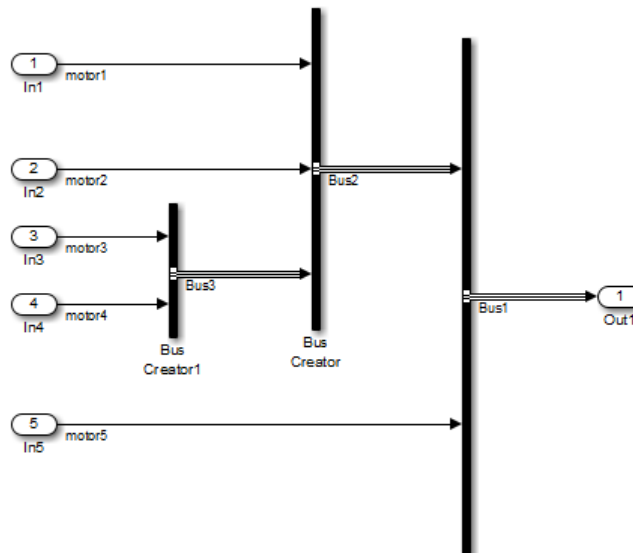 1
motor1
In1
2
motor2
In2
Bus2
3
motor3
In3
Bus3
4
motor4
In4
Bus1
1
Out1
Bus
Creator1
Bus
Creator
5
motor5
In5